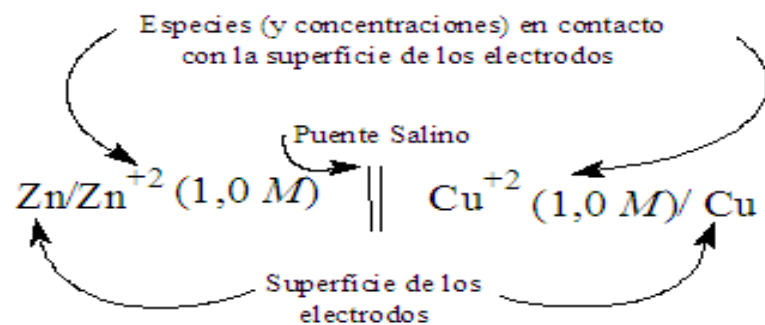 Especies (y concentraciones) en contacto
con la superficie de los electrodos
Puente Salino
Zn/Zn⁺² (1,0 M) || Cu⁺² (1,0 M)/ Cu
Superficie de los
electrodos